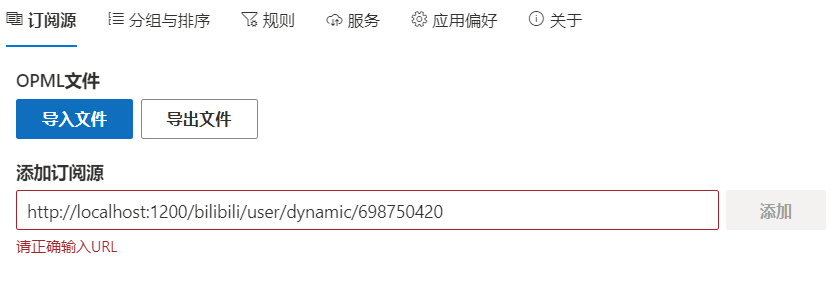 订阅源 分组与排序 规则 服务 应用偏好 关于
OPML文件
导入文件 导出文件
添加订阅源
http://localhost:1200/bilibili/user/dynamic/698750420 添加
请正确输入URL